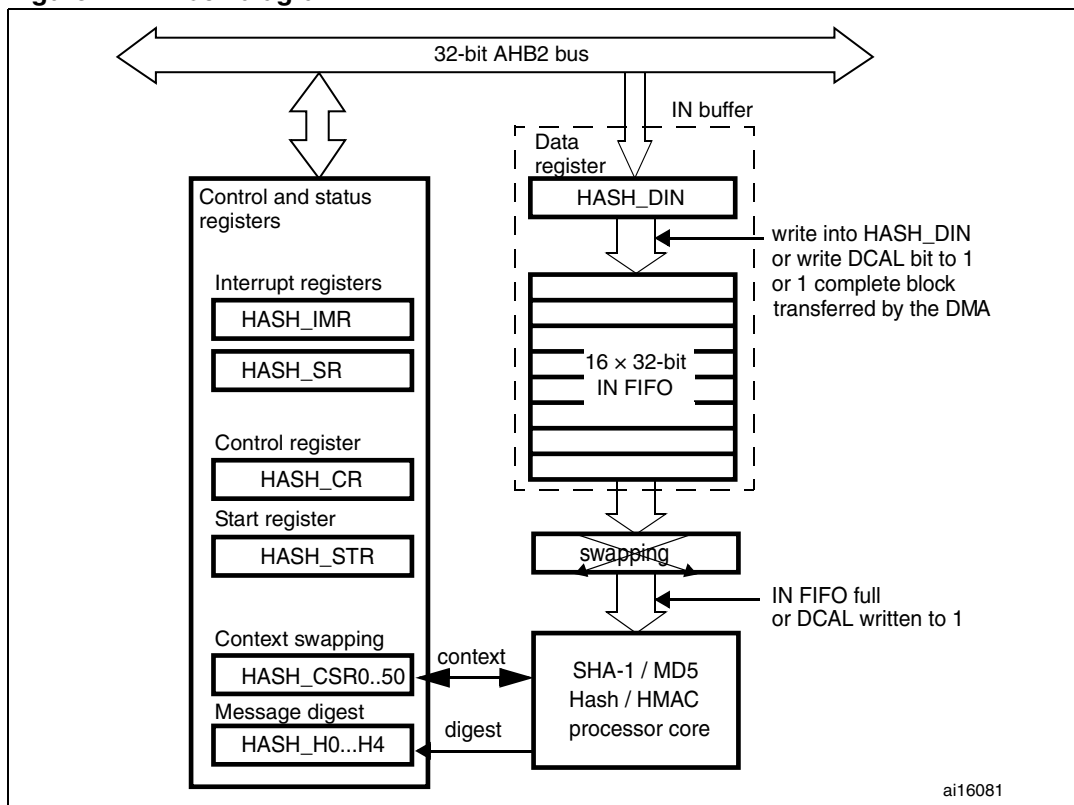 32-bit AHB2 bus
IN buffer
Data
register
HASH_DIN
write into HASH_DIN
or write DCAL bit to 1
or 1 complete block
transferred by the DMA
16 × 32-bit
IN FIFO
swapping
IN FIFO full
or DCAL written to 1
Control and status
registers
Interrupt registers
HASH_IMR
HASH_SR
Control register
HASH_CR
Start register
HASH_STR
Context swapping
HASH_CSR0..50
Message digest
HASH_H0...H4
context
digest
SHA-1 / MD5
Hash / HMAC
processor core
ai16081